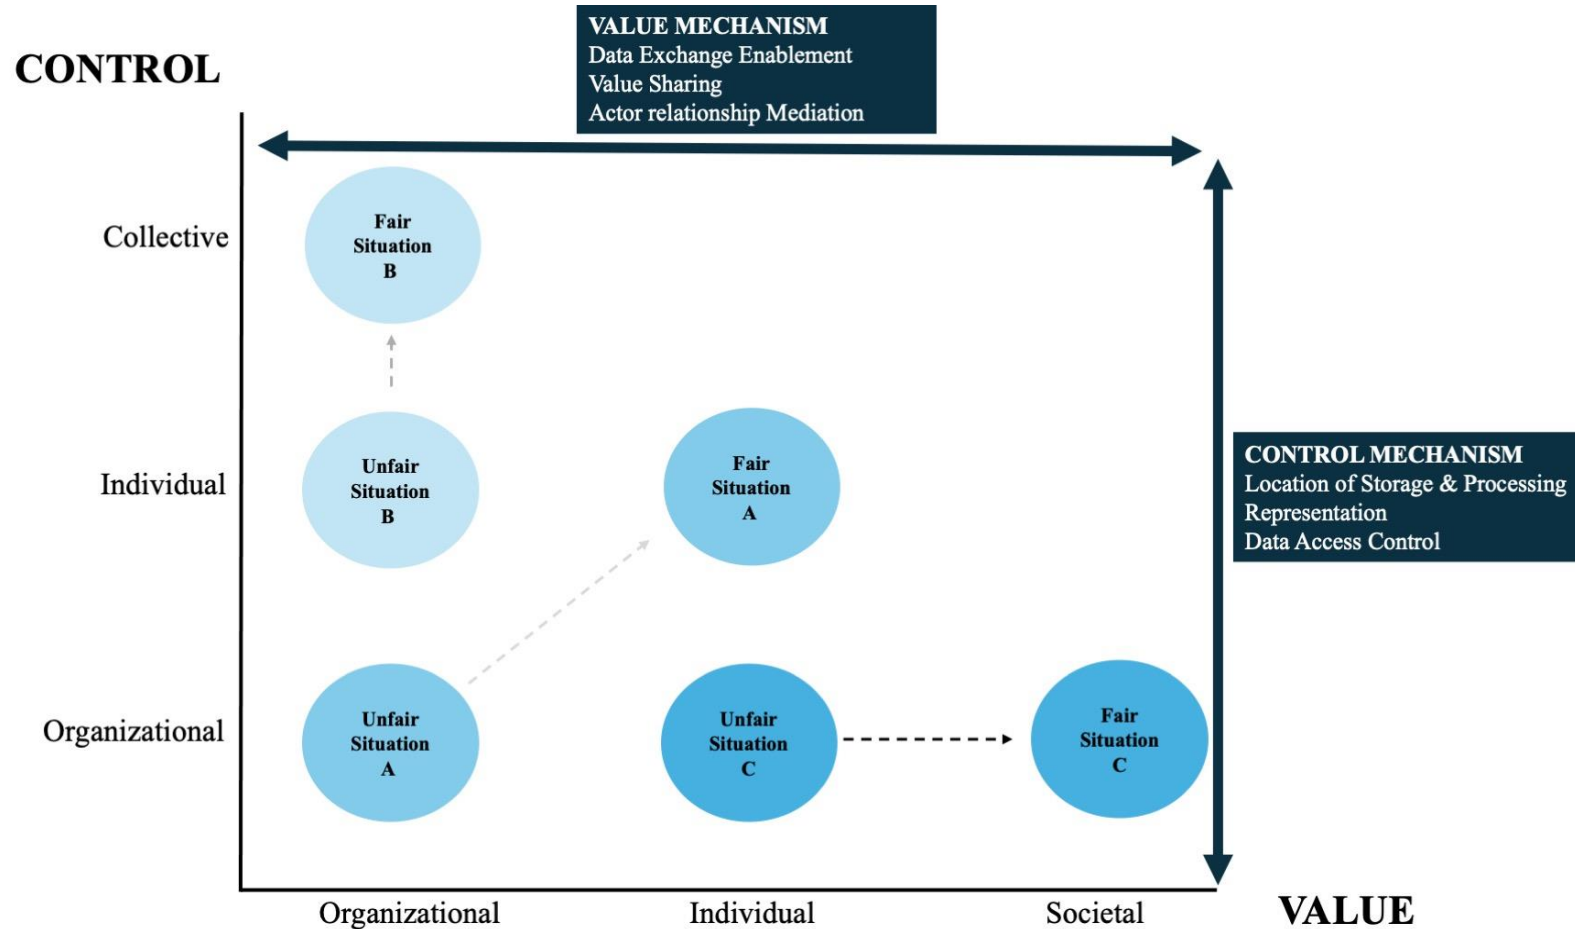 VALUE MECHANISM
Data Exchange Enablement
Value Sharing
Actor relationship Mediation
CONTROL
Collective
Fair
Situation
B
Individual
Unfair
Situation
B
Fair
Situation
A
CONTROL MECHANISM
Location of Storage & Processing
Representation
Data Access Control
Organizational
Unfair
Situation
A
Unfair
Situation
C
Fair
Situation
C
Organizational
Individual
Societal
VALUE